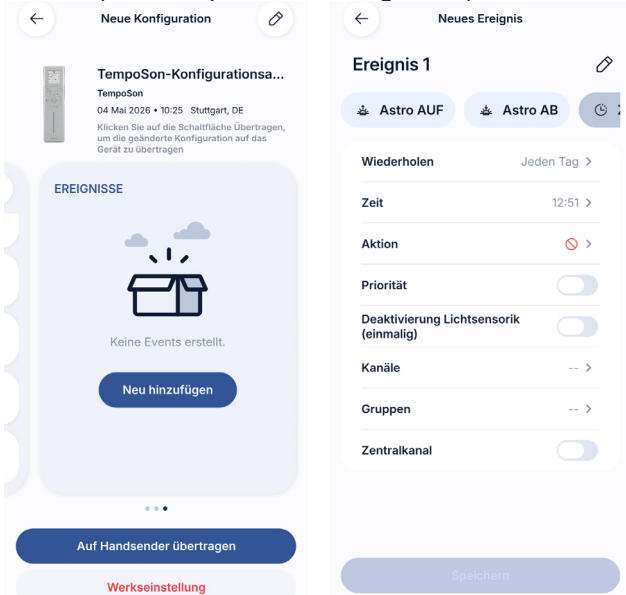 Neue Konfiguration
TempoSon-Konfigurationsa...
TempoSon
04 Mai 2026 • 10:25 Stuttgart, DE
Klicken Sie auf die Schaltfläche Übertragen,
um die geänderte Konfiguration auf das
Gerät zu übertragen
EREIGNISSE
Keine Events erstellt.
Neu hinzufügen
Auf Handsender übertragen
Werkseinstellung
Neues Ereignis
Ereignis 1
Astro AUF
Astro AB
Wiederholen Jeden Tag
Zeit 12:51
Aktion
Priorität
Deaktivierung Lichtsensorik
(einmalig)
Kanäle --
Gruppen --
Zentralkanal
Speichern